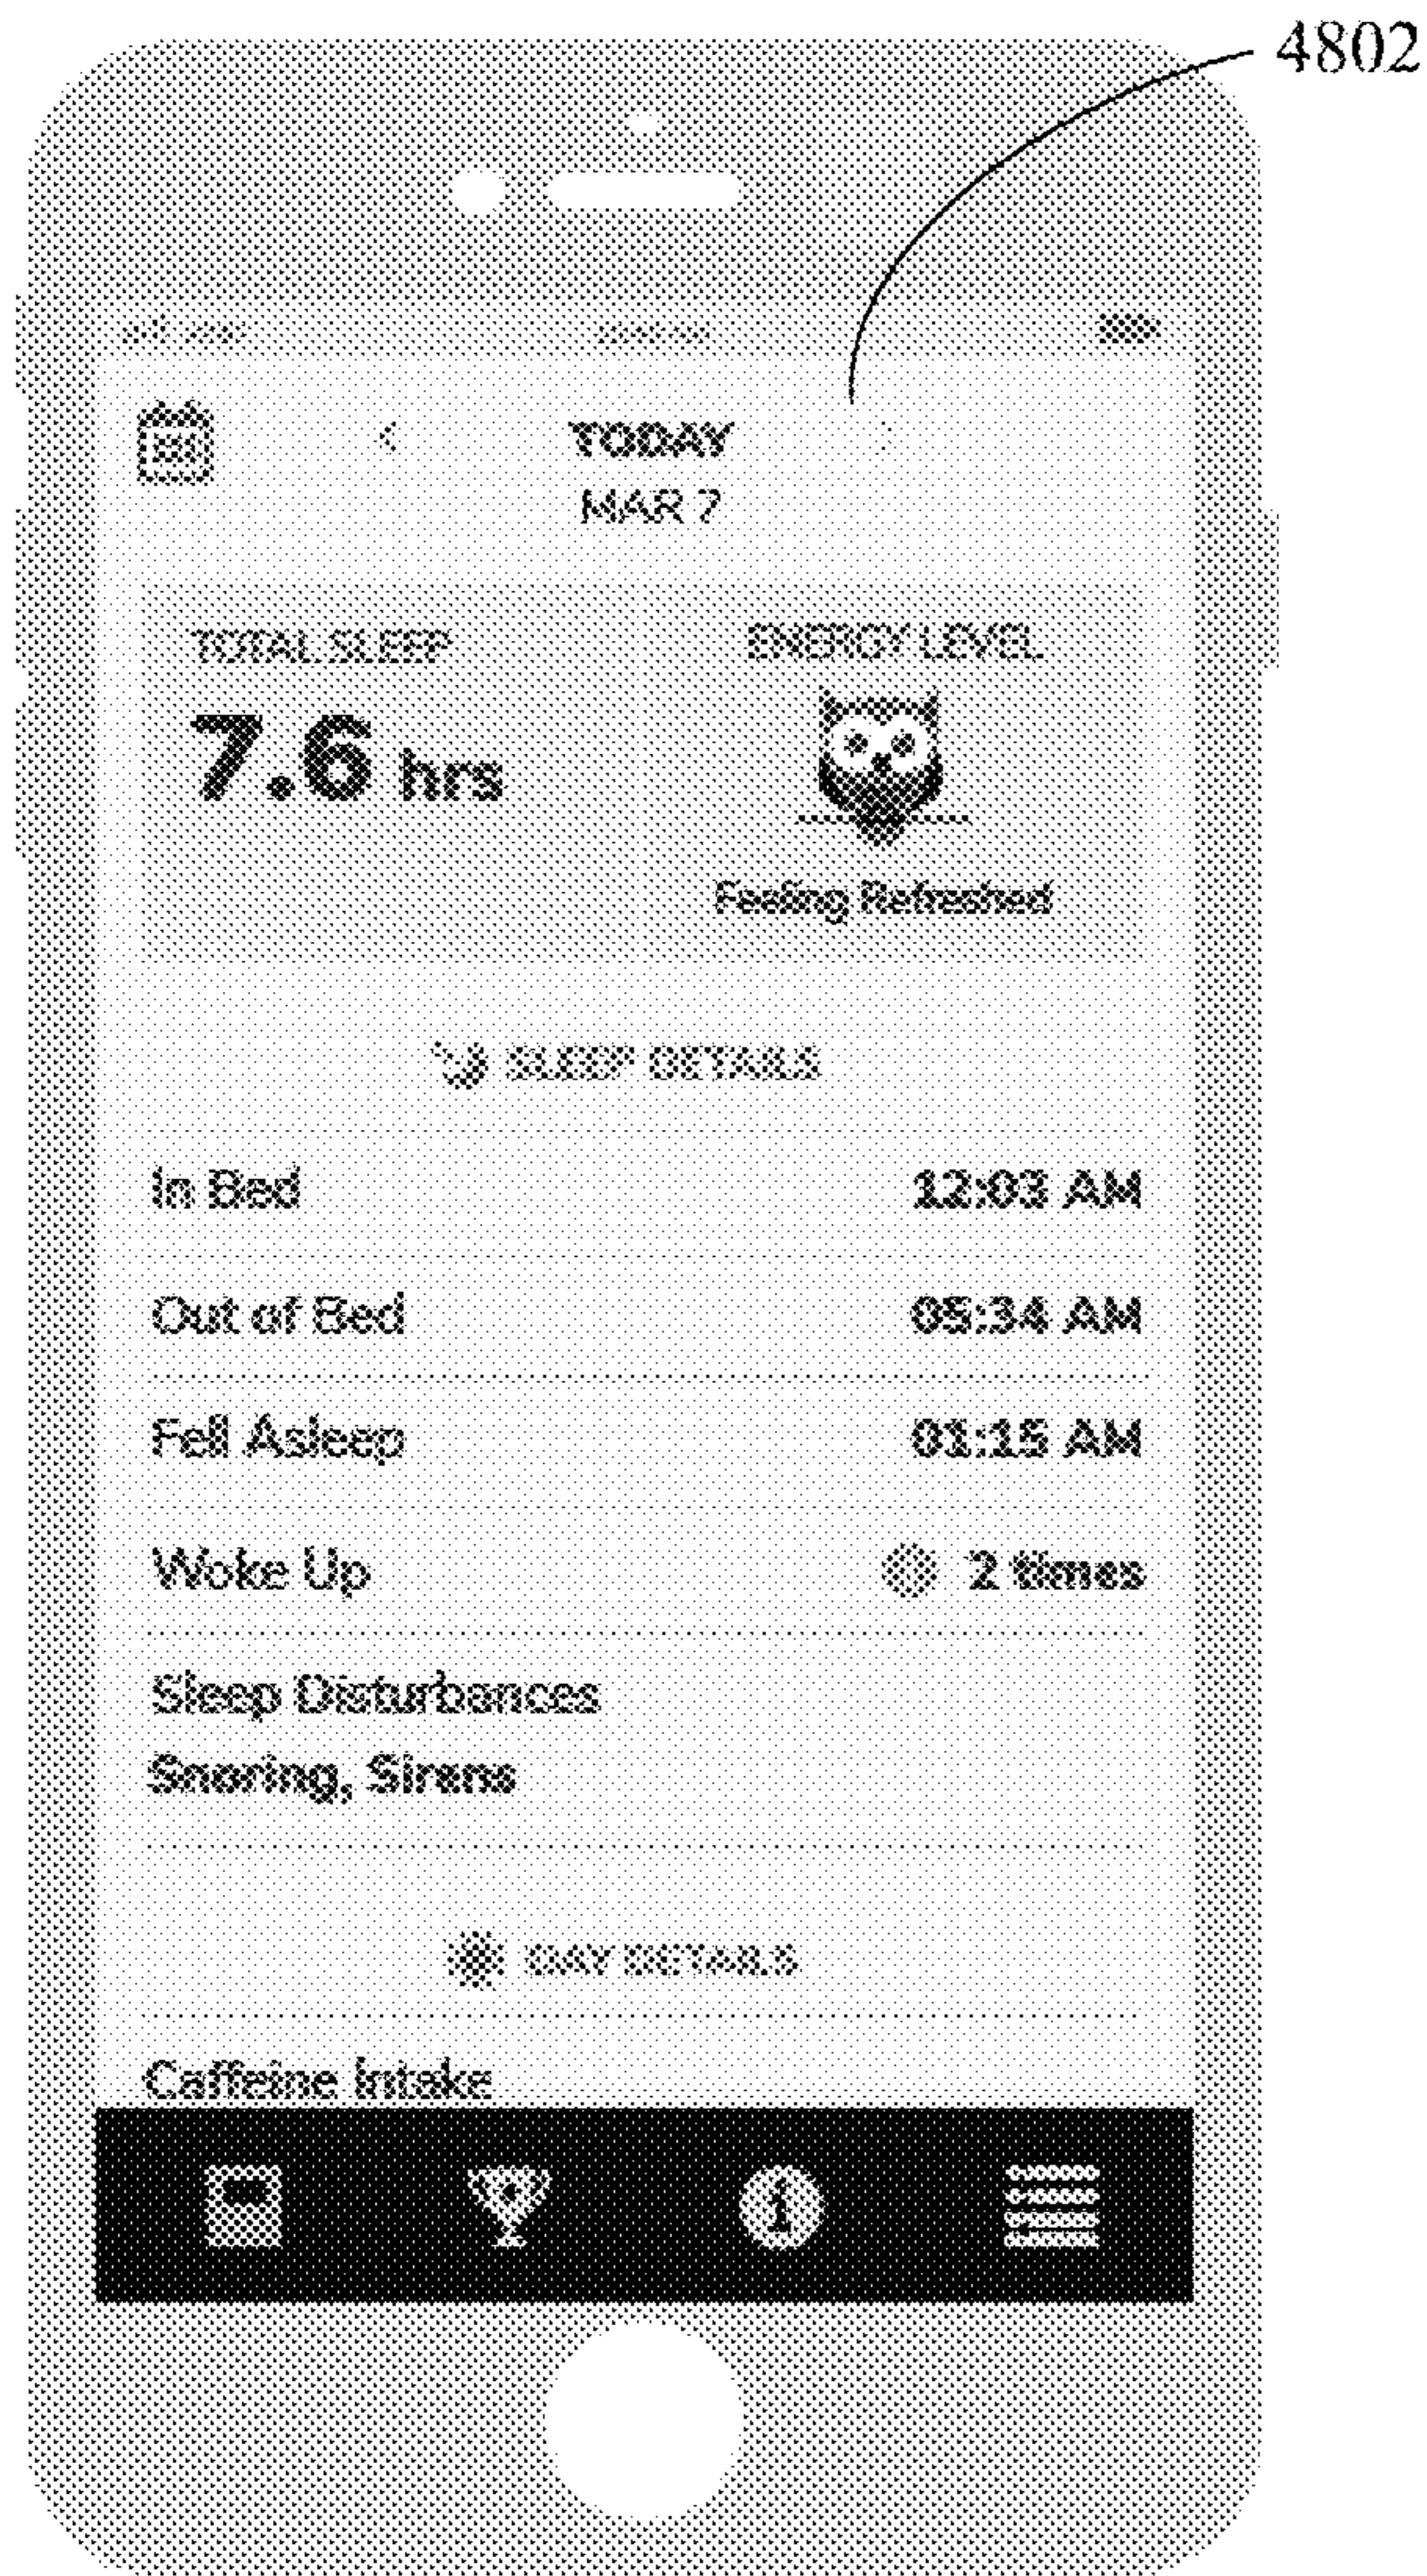 4802
TODAY
MAR 7
TOTAL SLEEP
ENERGY LEVEL
7.6 hrs
Feeling Refreshed
SLEEP DETAILS
In Bed 12:03 AM
Out of Bed 05:34 AM
Fell Asleep 01:15 AM
Woke Up 2 times
Sleep Disturbances
Snoring, Sirens
DAY DETAILS
Caffeine Intake